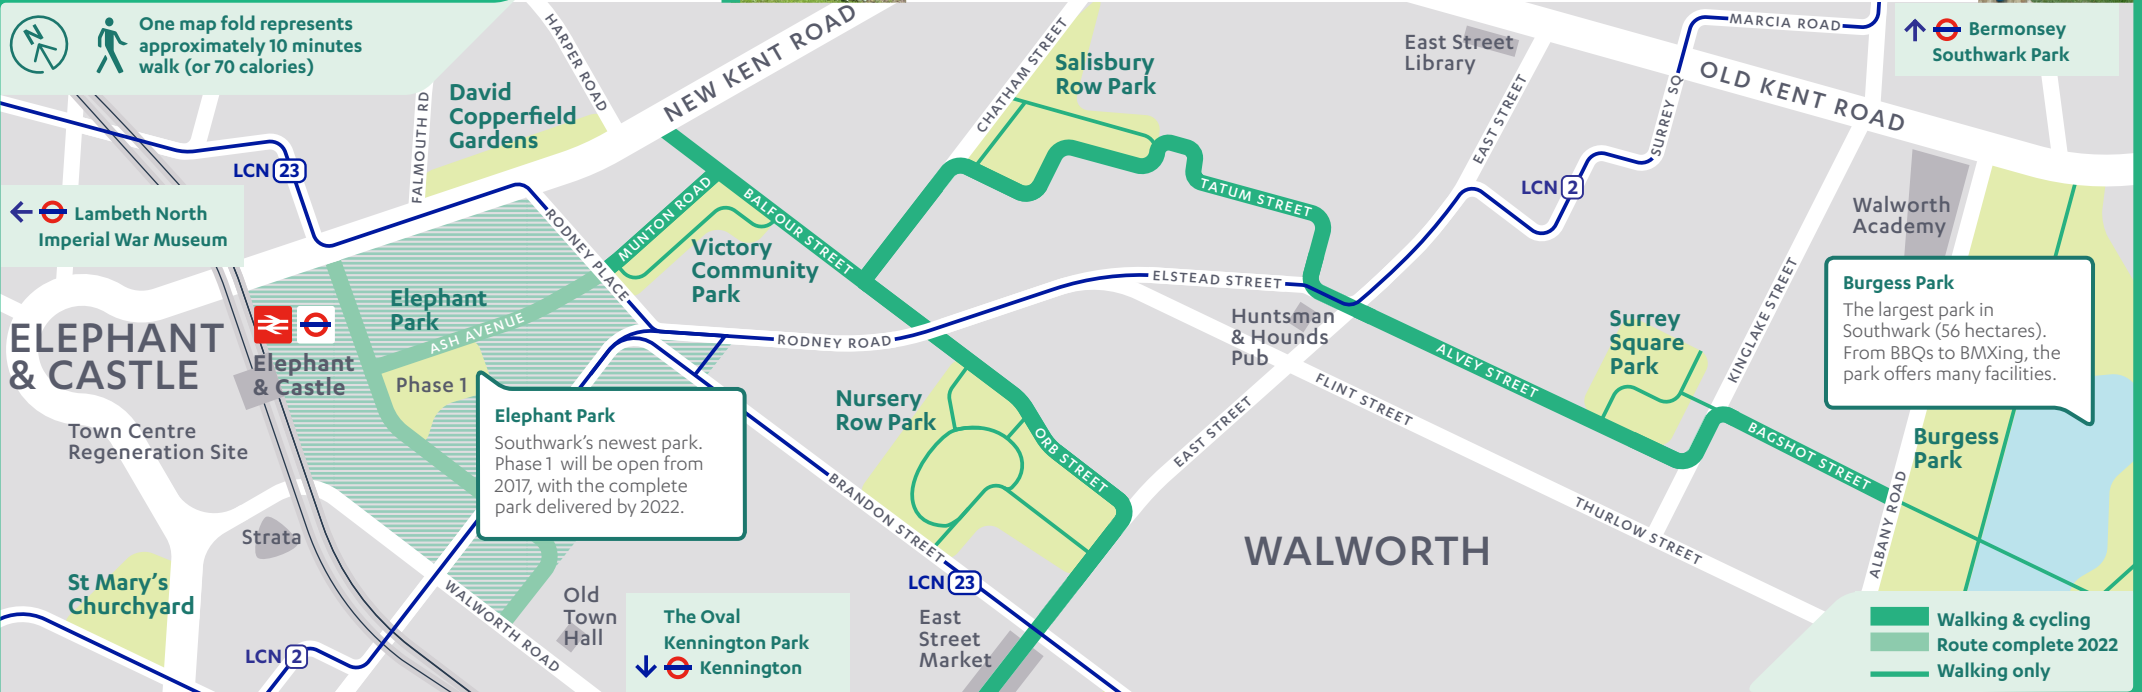 One map fold represents
approximately 10 minutes
walk (or 70 calories)
N
HARPER ROAD
NEW KENT ROAD
CHATHAM STREET
Salisbury
Row Park
East Street
Library
MARCIA ROAD
Bermonsey
Southwark Park
OLD KENT ROAD
SURREY SQ
EAST STREET
FALMOUTH RD
David
Copperfield
Gardens
LCN 23
Lambeth North
Imperial War Museum
RODNEY PLACE
MUNTON ROAD
BALFOUR STREET
TATUM STREET
LCN 2
Walworth
Academy
Victory
Community
Park
Elephant
Park
ASH AVENUE
ELSTEAD STREET
Huntsman
& Hounds
Pub
KINGLAKE STREET
Burgess Park
The largest park in
Southwark (56 hectares).
From BBQs to BMXing, the
park offers many facilities.
ELEPHANT
& CASTLE
Elephant
& Castle
RODNEY ROAD
Surrey
Square
Park
ALVEY STREET
FLINT STREET
Phase 1
Elephant Park
Southwark’s newest park.
Phase 1 will be open from
2017, with the complete
park delivered by 2022.
Nursery
Row Park
ORB STREET
EAST STREET
BAGSHOT STREET
Burgess
Park
Town Centre
Regeneration Site
BRANDON STREET
THURLOW STREET
ALBANY ROAD
Strata
WALWORTH
St Mary’s
Churchyard
WALWORTH ROAD
Old
Town
Hall
LCN 23
LCN 2
The Oval
Kennington Park
Kennington
East
Street
Market
Walking & cycling
Route complete 2022
Walking only